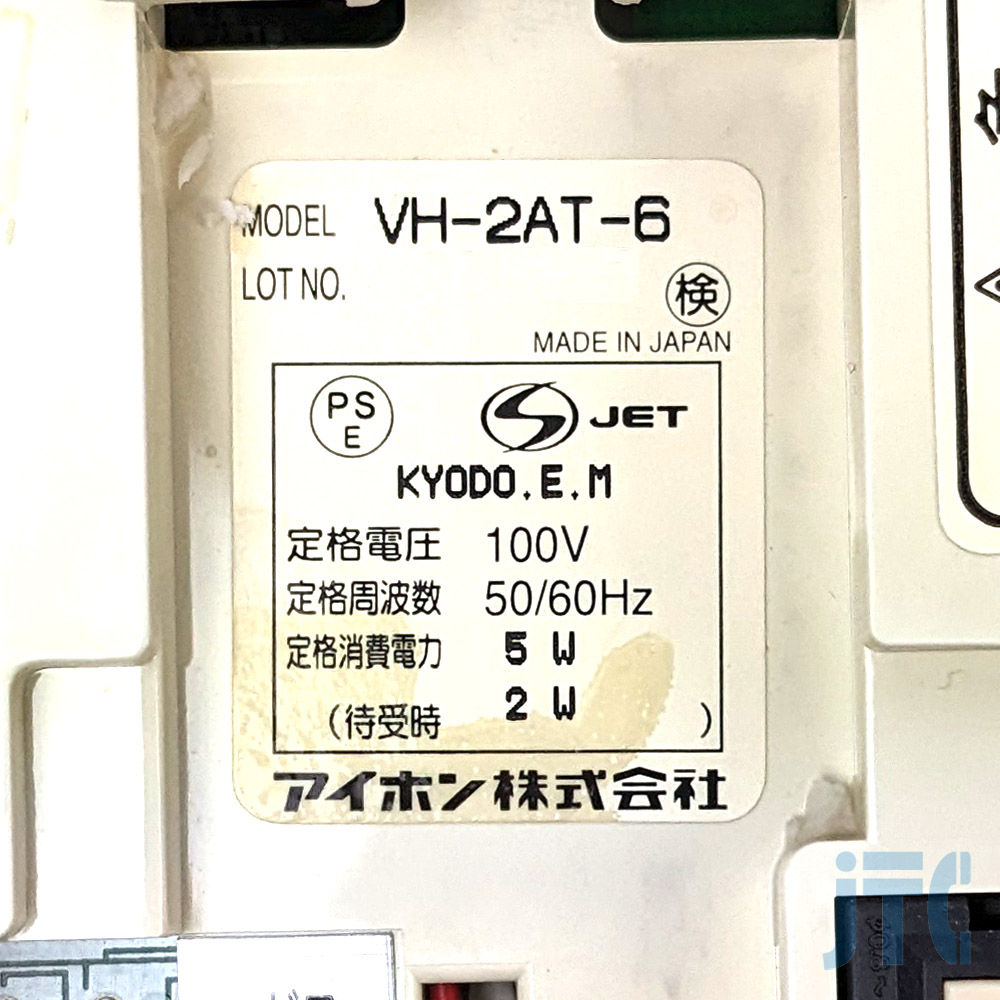 MODEL VH-2AT-6
LOT NO.
検
MADE IN JAPAN
PS
E
JET
KYODO.E.M
定格電圧 100V
定格周波数 50/60Hz
定格消費電力 5 W
(待受時 2 W )
アイホン株式会社
JTC